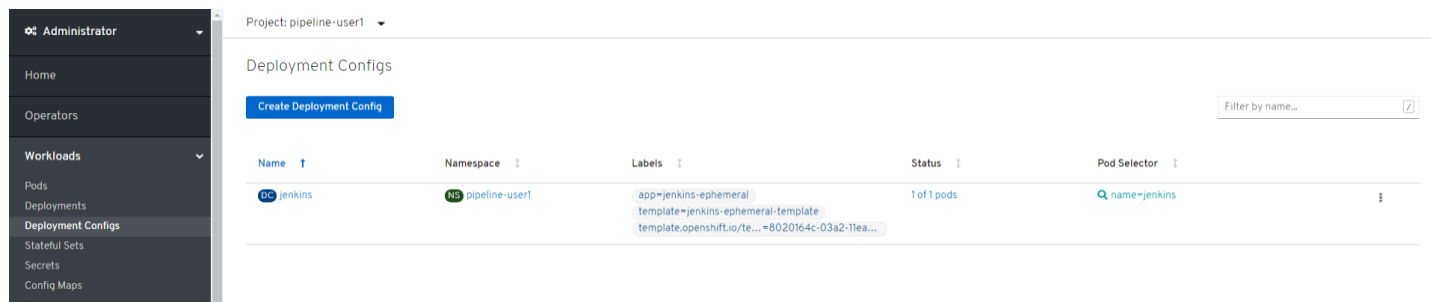 Administrator
Home
Operators
Workloads
Pods
Deployments
Deployment Configs
Stateful Sets
Secrets
Config Maps
Project: pipeline-user1
Deployment Configs
Create Deployment Config
Filter by name...
/
Name Namespace Labels Status Pod Selector
DC jenkins NS pipeline-user1 app=jenkins-ephemeral 1 of 1 pods name=jenkins
template=jenkins-ephemeral-template
template.openshift.io/te...=8020164c-03a2-11ea...